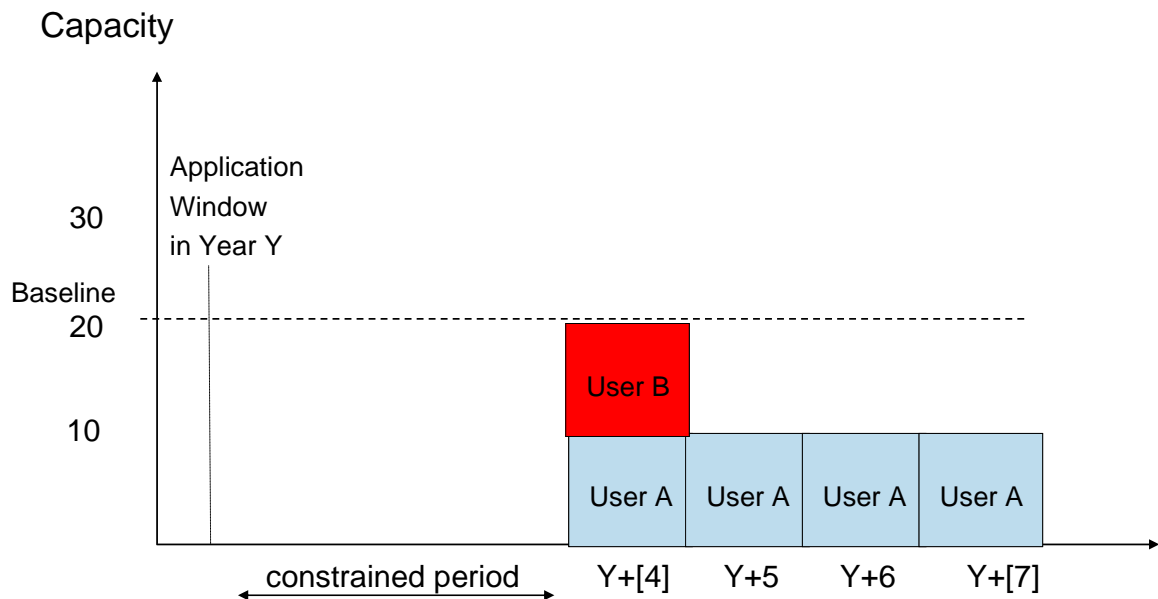 Capacity
Application
Window
in Year Y
30
Baseline
20
10
User B
User A
User A
User A
User A
constrained period
Y+[4]
Y+5
Y+6
Y+[7]